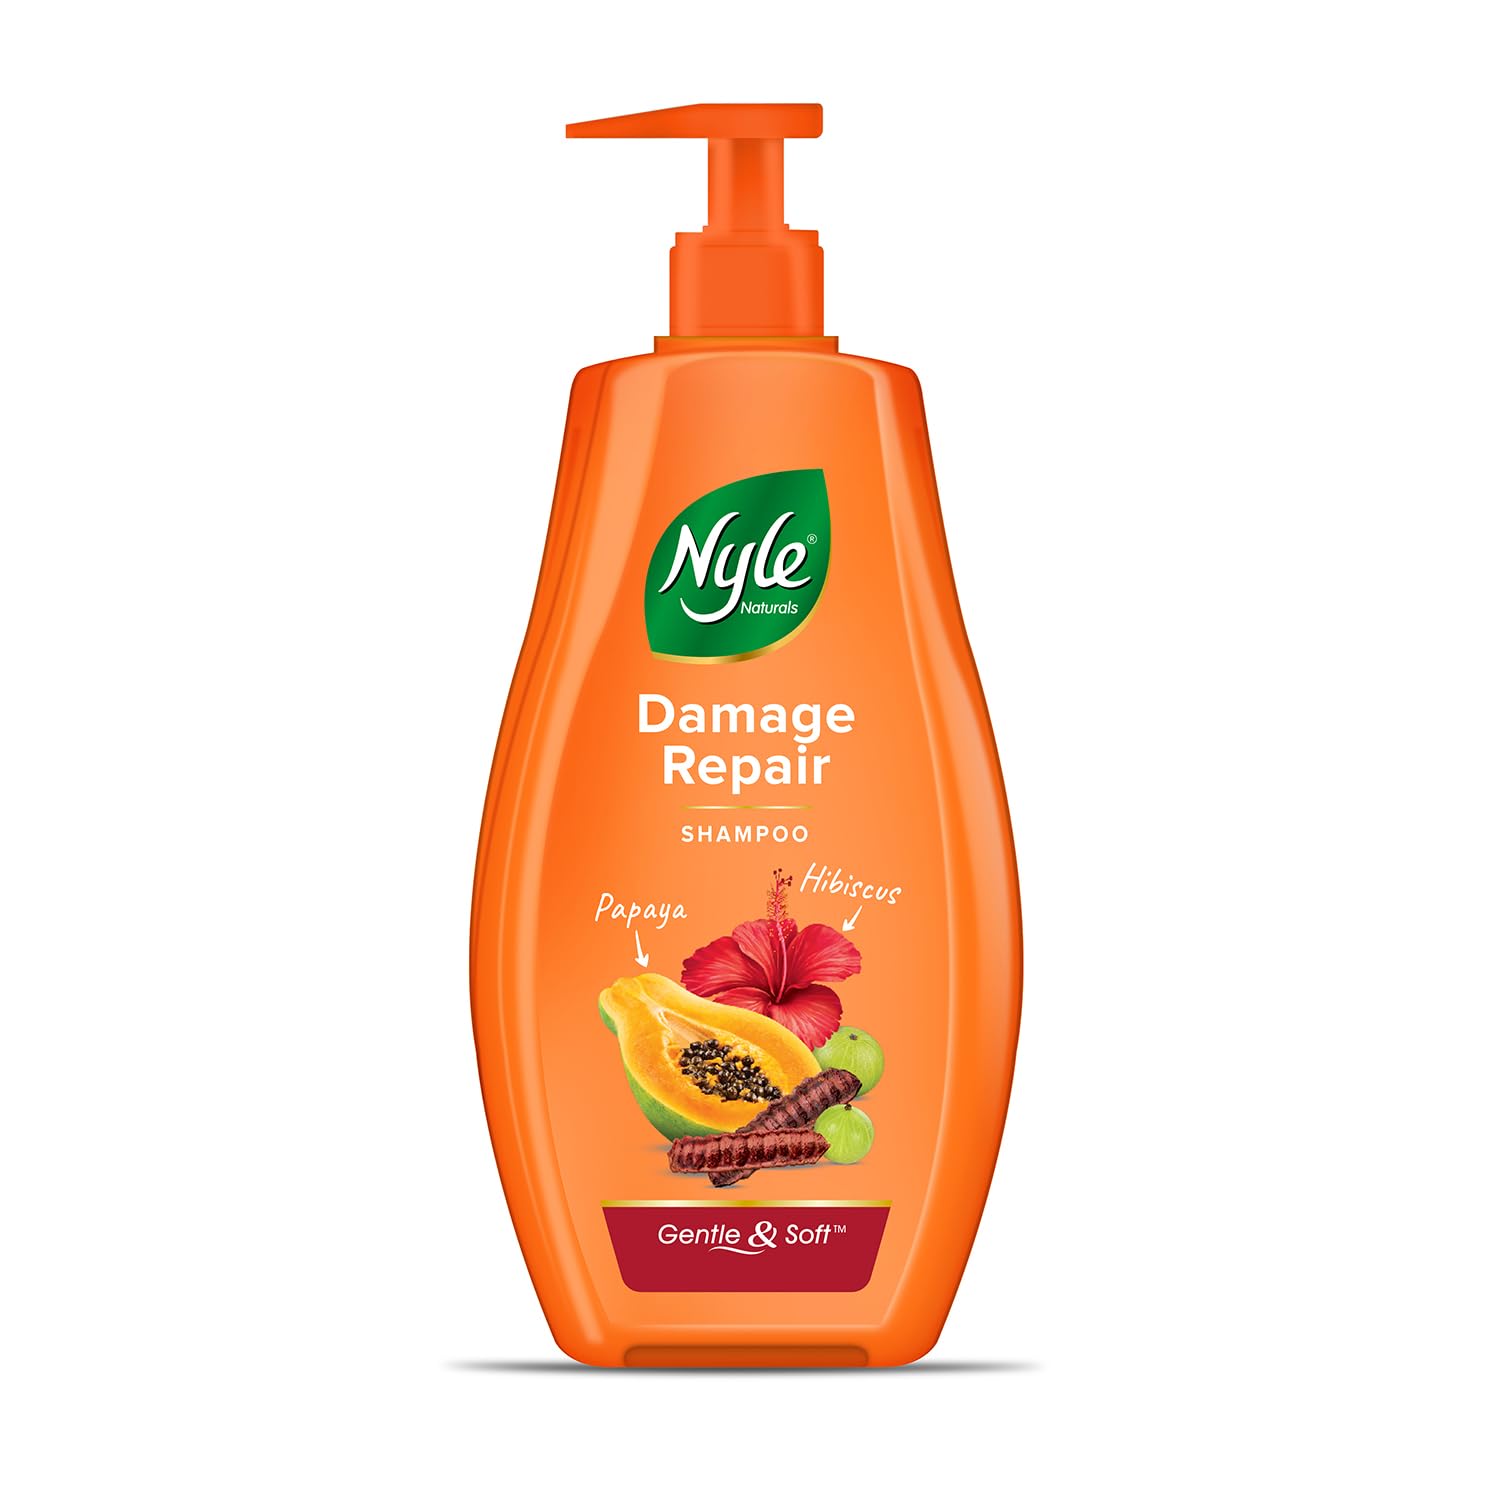 Nyle®
Naturals
Damage
Repair
SHAMPOO
Hibiscus
Papaya
Gentle & Soft™